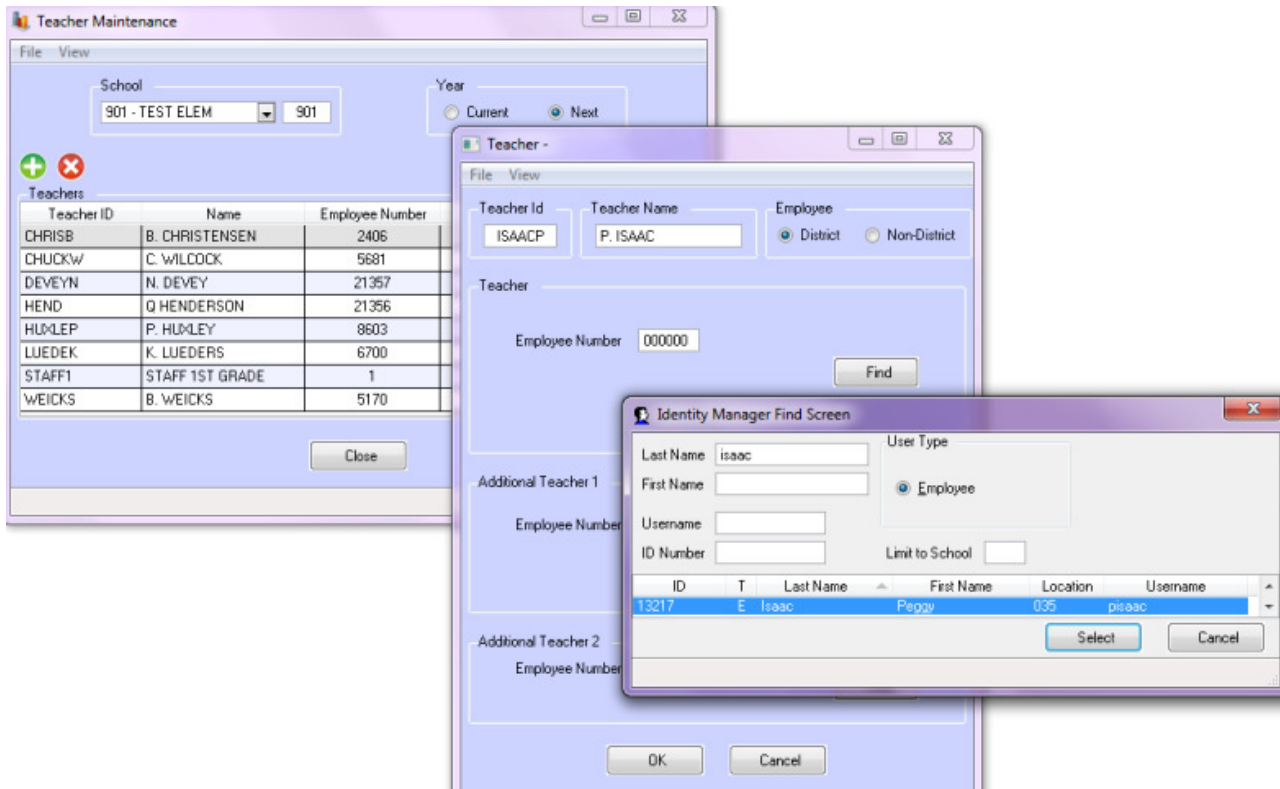 Teacher Maintenance
File View
School
901 - TEST ELEM 901
Year
Current Next
Teachers
Teacher ID Name Employee Number
CHRISB B. CHRISTENSEN 2406
CHUCKW C. WILCOCK 5681
DEVEYN N. DEVEY 21357
HEND Q HENDERSON 21356
HUXLEP P. HUXLEY 8603
LUEDEK K. LUEDERS 6700
STAFF1 STAFF 1ST GRADE 1
WEICKS B. WEICKS 5170
Close
Teacher -
File View
Teacher Id Teacher Name Employee
ISAACP P. ISAAC District Non-District
Teacher
Employee Number 000000
Find
Additional Teacher 1
Employee Number
Additional Teacher 2
Employee Number
OK Cancel
Identity Manager Find Screen
Last Name isaac
User Type
First Name
Employee
Username
ID Number
Limit to School
ID T Last Name First Name Location Username
13217 E Isaac Peggy 035 pisaac
Select Cancel